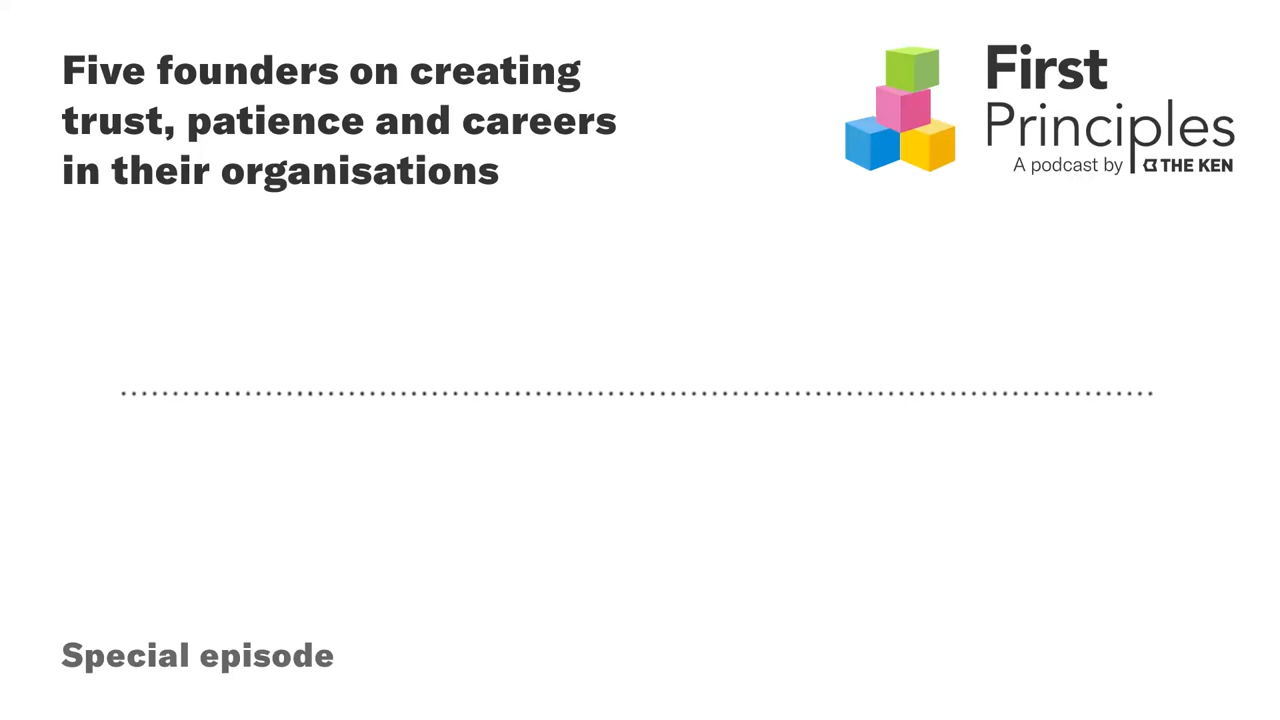 Five founders on creating
trust, patience and careers
in their organisations
First
Principles
A podcast by THE KEN
Special episode